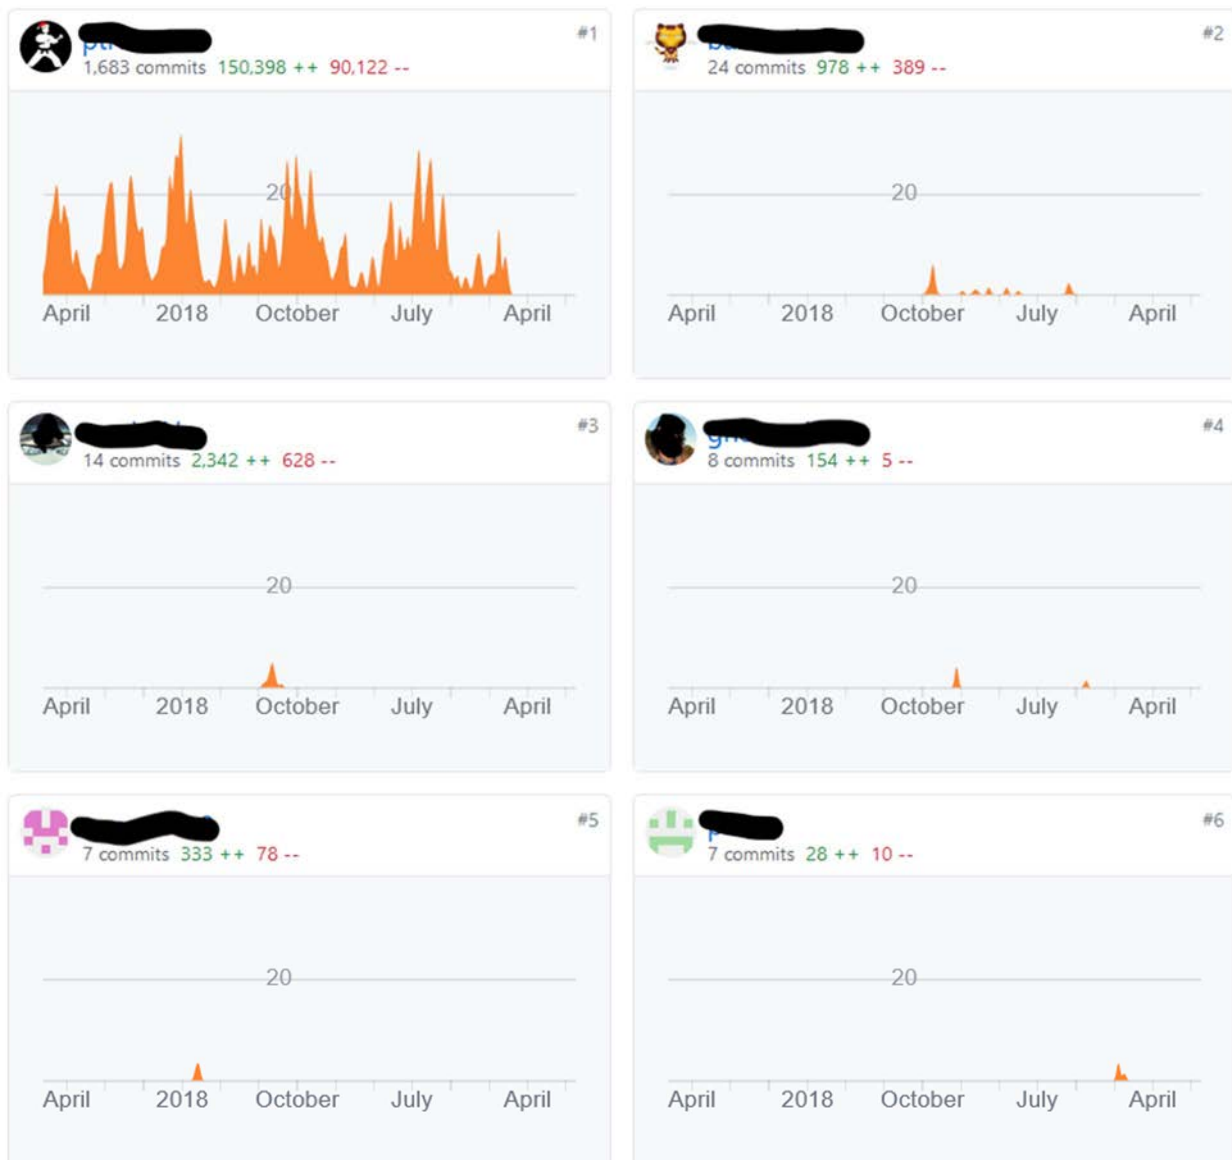 #1
1,683 commits 150,398 ++ 90,122 --
20
April 2018 October July April
#2
24 commits 978 ++ 389 --
20
April 2018 October July April
#3
14 commits 2,342 ++ 628 --
20
April 2018 October July April
#4
8 commits 154 ++ 5 --
20
April 2018 October July April
#5
7 commits 333 ++ 78 --
20
April 2018 October July April
#6
7 commits 28 ++ 10 --
20
April 2018 October July April